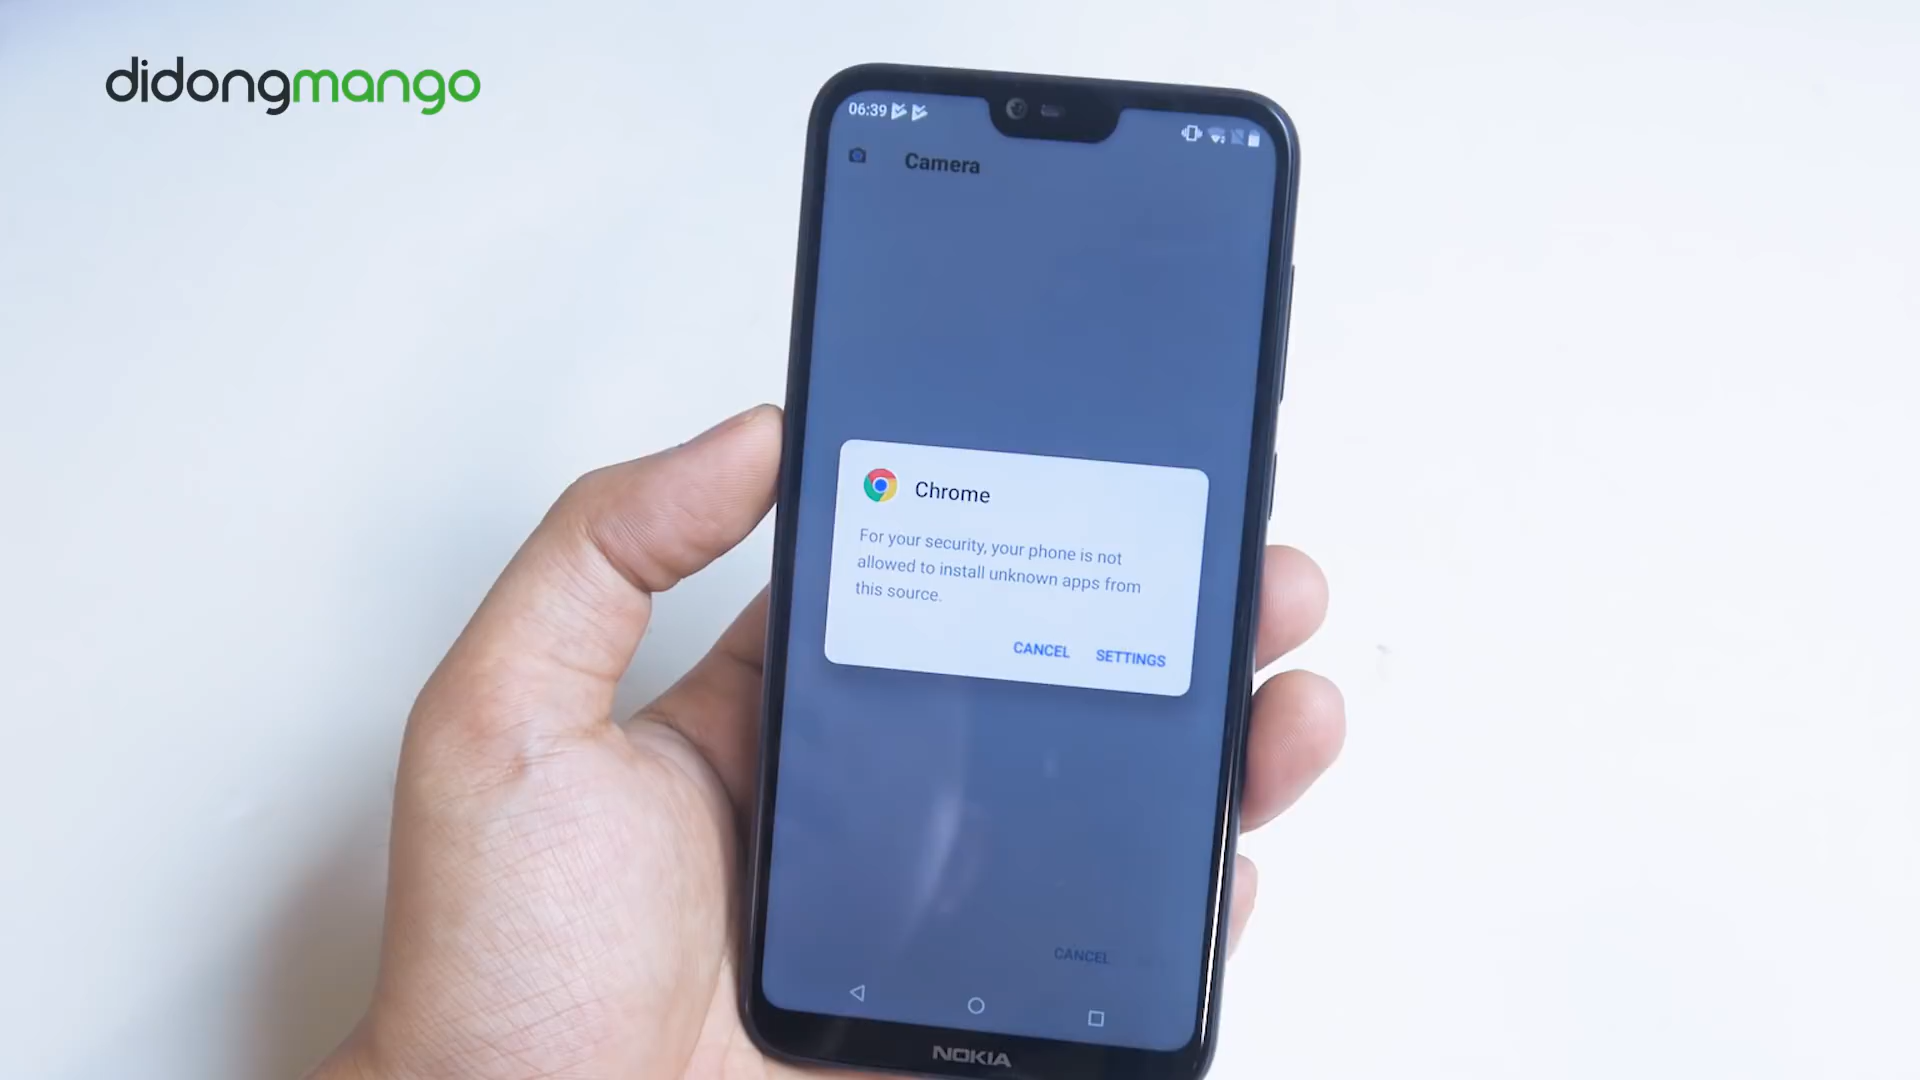 didongmango
06:39
Camera
Chrome
For your security, your phone is not
allowed to install unknown apps from
this source.
CANCEL SETTINGS
CANCEL
NOKIA